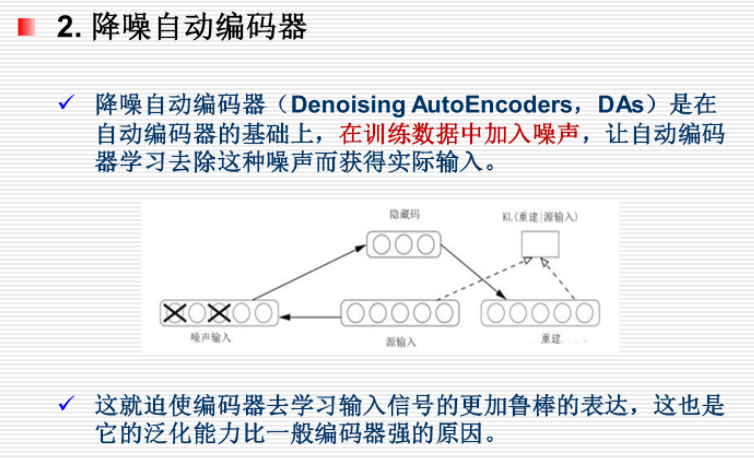 2. 降噪自动编码器
✓ 降噪自动编码器（Denoising AutoEncoders，DAs）是在
自动编码器的基础上，在训练数据中加入噪声，让自动编码
器学习去除这种噪声而获得实际输入。
隐藏码
KL(重建|源输入)
噪声输入
源输入
重建
✓ 这就迫使编码器去学习输入信号的更加鲁棒的表达，这也是
它的泛化能力比一般编码器强的原因。